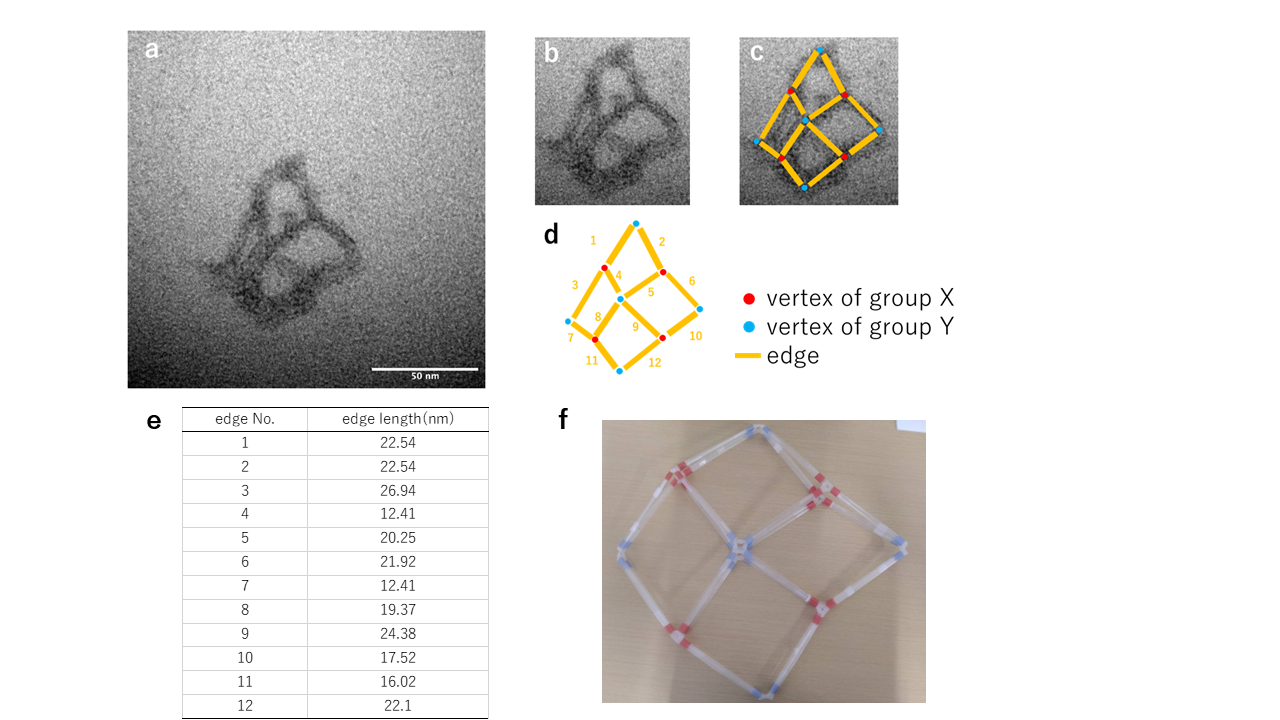 a
50 nm
b
c
d
1
2
3
4
5
6
7
8
9
10
11
12
vertex of group X
vertex of group Y
edge
e
edge No. edge length(nm)
1 22.54
2 22.54
3 26.94
4 12.41
5 20.25
6 21.92
7 12.41
8 19.37
9 24.38
10 17.52
11 16.02
12 22.1
f